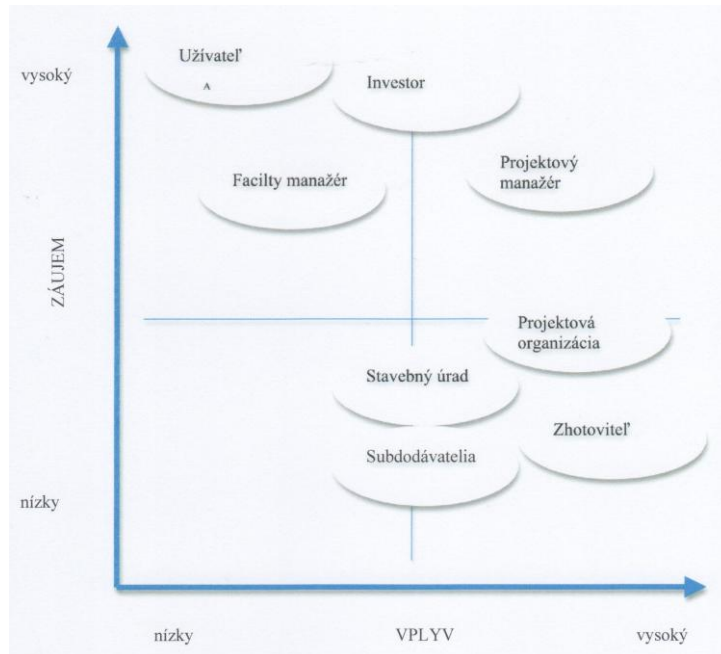 Užívateľ
vysoký
A
Investor
Projektový
manažér
Facilty manažér
ZÁUJEM
Projektová
organizácia
Stavebný úrad
Zhotoviteľ
Subdodávatelia
nízky
nízky
VPLYV
vysoký